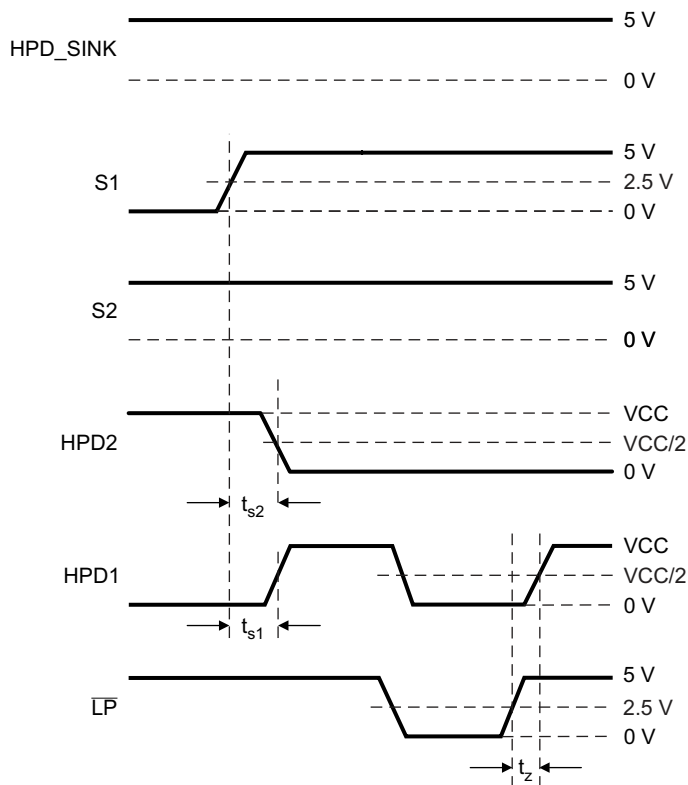 HPD_SINK
5 V
0 V
S1
5 V
2.5 V
0 V
S2
5 V
0 V
HPD2
VCC
VCC/2
0 V
ts2
HPD1
VCC
VCC/2
0 V
ts1
L̅P̅
5 V
2.5 V
0 V
tz